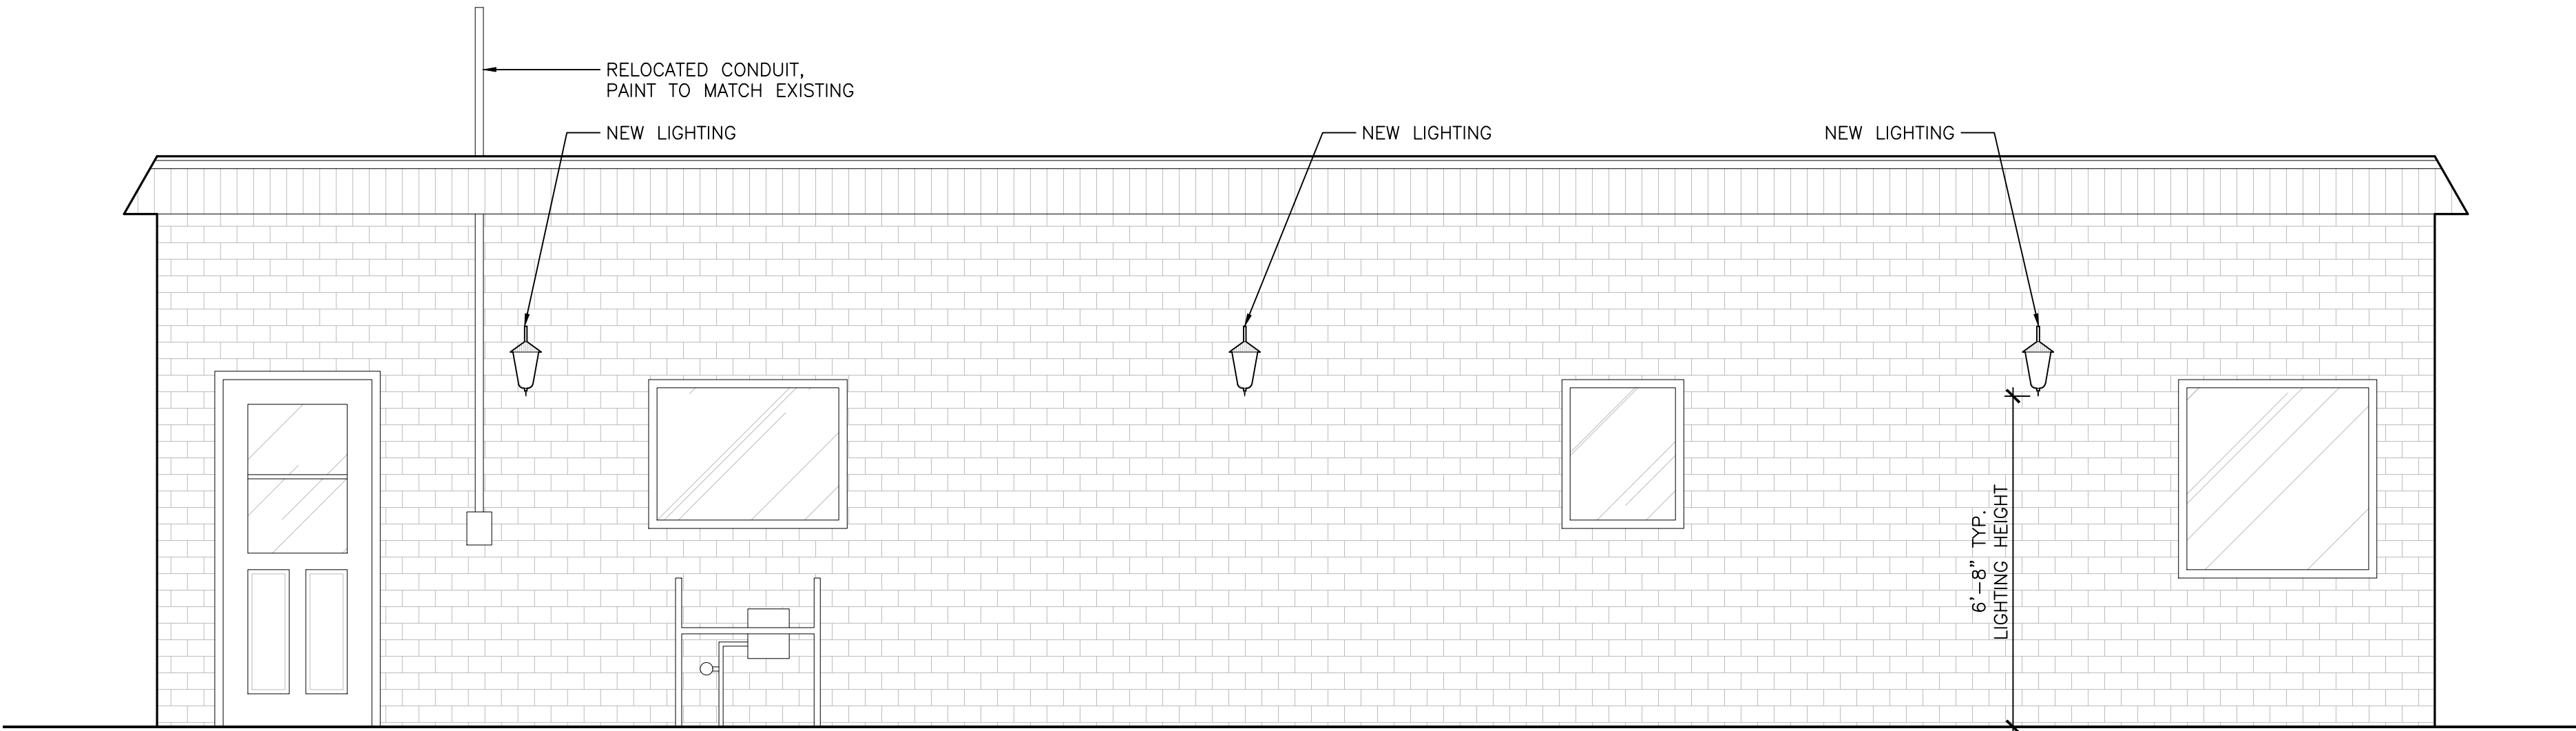 RELOCATED CONDUIT,
PAINT TO MATCH EXISTING
NEW LIGHTING
NEW LIGHTING
NEW LIGHTING
6'-8" TYP.
LIGHTING HEIGHT